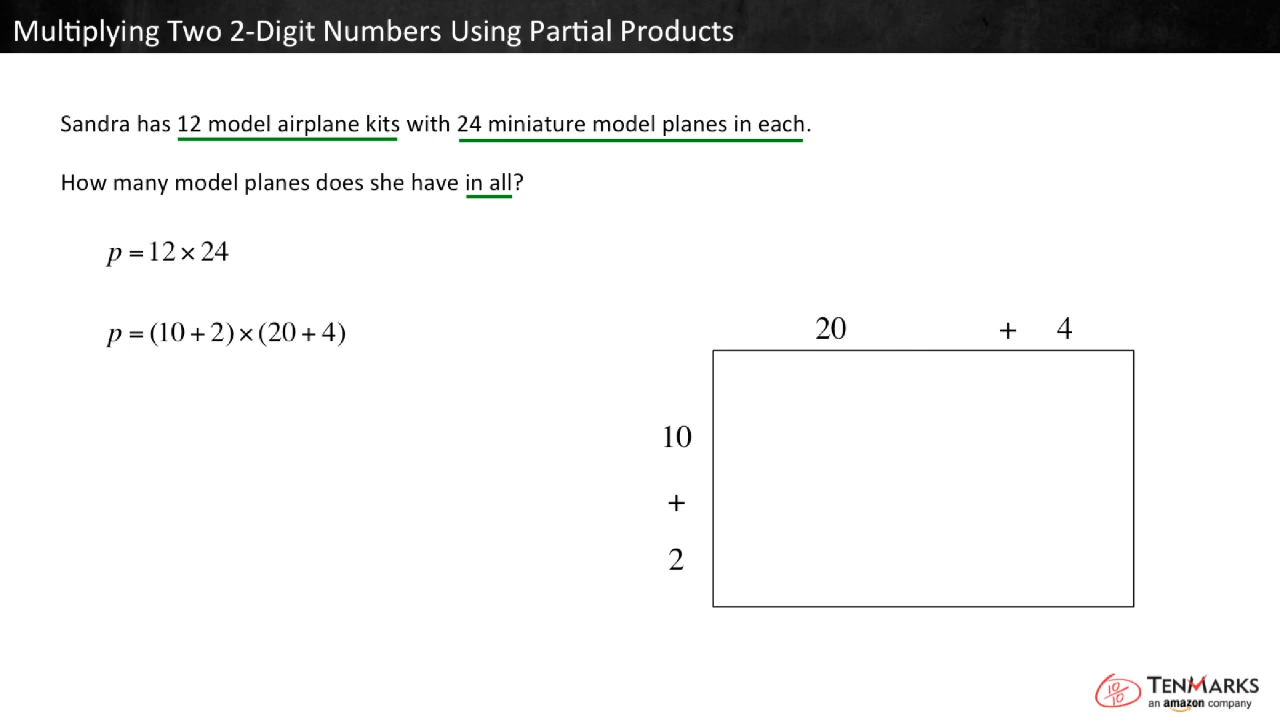 Multiplying Two 2-Digit Numbers Using Partial Products
Sandra has 12 model airplane kits with 24 miniature model planes in each.
How many model planes does she have in all?
p = 12 × 24
p = (10 + 2) × (20 + 4)
20 + 4
10
+
2
10/10 TENMARKS
an amazon company